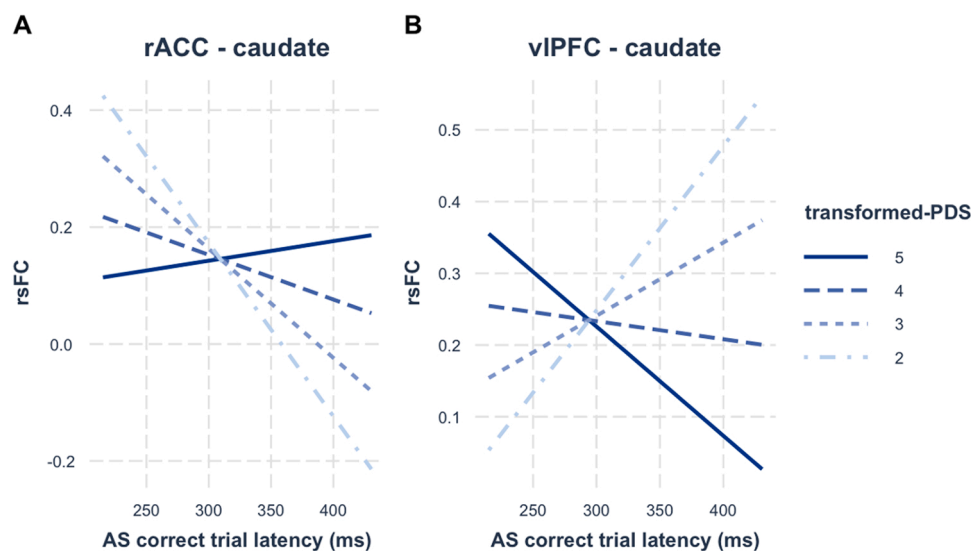 A
rACC - caudate
rsFC
0.4
0.2
0.0
-0.2
250 300 350 400
AS correct trial latency (ms)
B
vlPFC - caudate
rsFC
0.5
0.4
0.3
0.2
0.1
250 300 350 400
AS correct trial latency (ms)
transformed-PDS
5
4
3
2